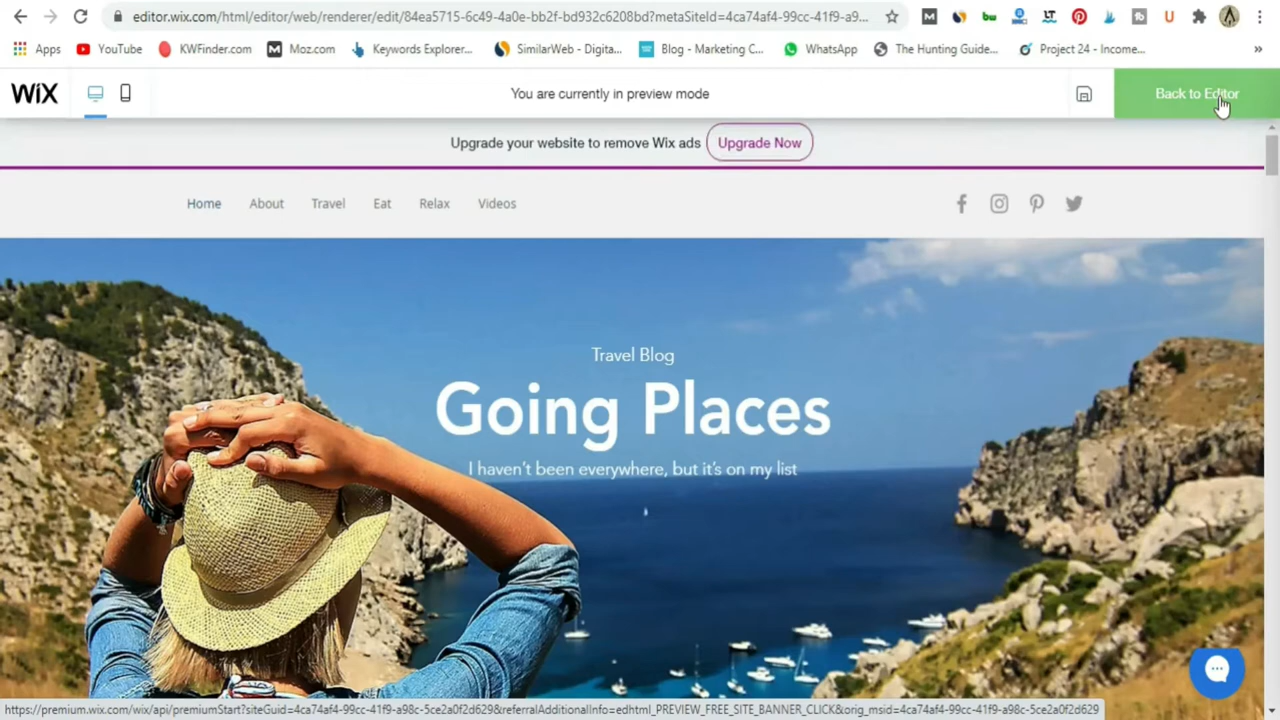 editor.wix.com/html/editor/web/renderer/edit/84ea5715-6c49-4a0e-bb2f-bd932c6208bd?metaSiteId=4ca74af4-99cc-41f9-a9...
Apps YouTube KWFinder.com Moz.com Keywords Explorer... SimilarWeb - Digita... Blog - Marketing C... WhatsApp The Hunting Guide... Project 24 - Income... »
WiX You are currently in preview mode Back to Editor
Upgrade your website to remove Wix ads Upgrade Now
Home About Travel Eat Relax Videos
Travel Blog
Going Places
I haven't been everywhere, but it's on my list
https://premium.wix.com/wix/api/premiumStart?siteGuid=4ca74af4-99cc-41f9-a98c-5ce2a0f2d629&referralAdditionalInfo=edhtml_PREVIEW_FREE_SITE_BANNER_CLICK&orig_msid=4ca74af4-99cc-41f9-a98c-5ce2a0f2d629